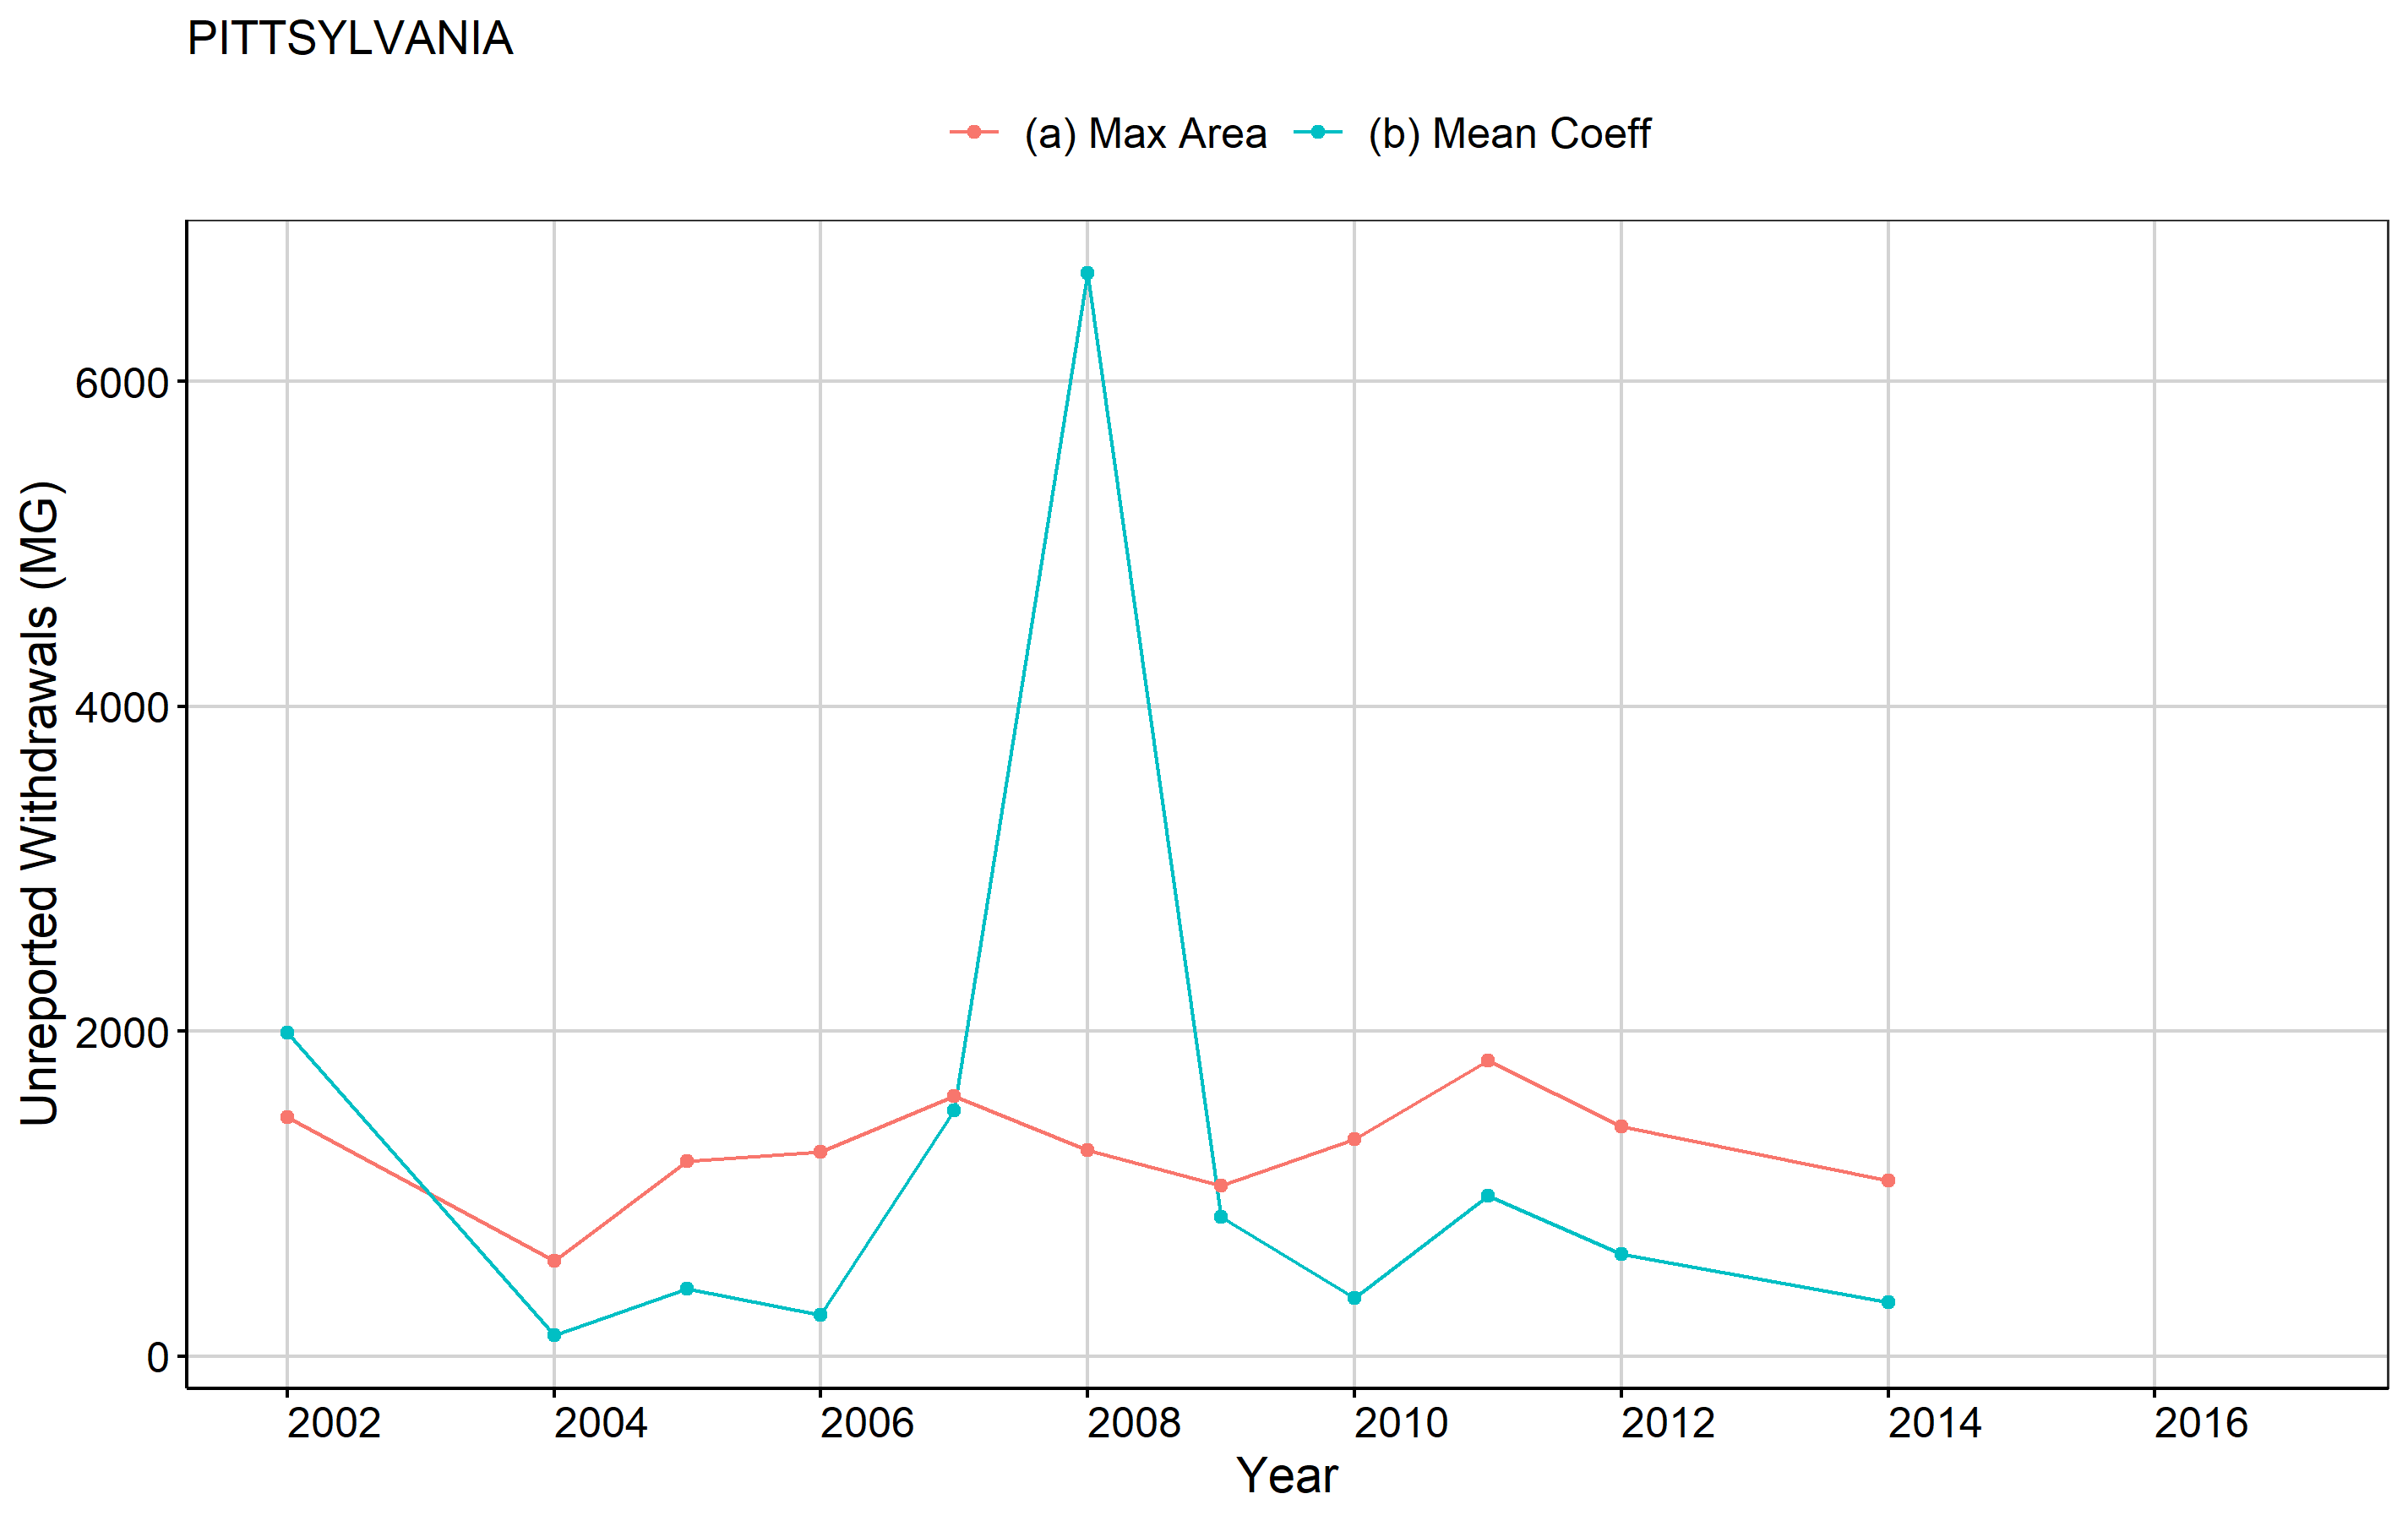 PITTSYLVANIA
(a) Max Area (b) Mean Coeff
Unreported Withdrawals (MG)
6000
4000
2000
0
2002 2004 2006 2008 2010 2012 2014 2016
Year